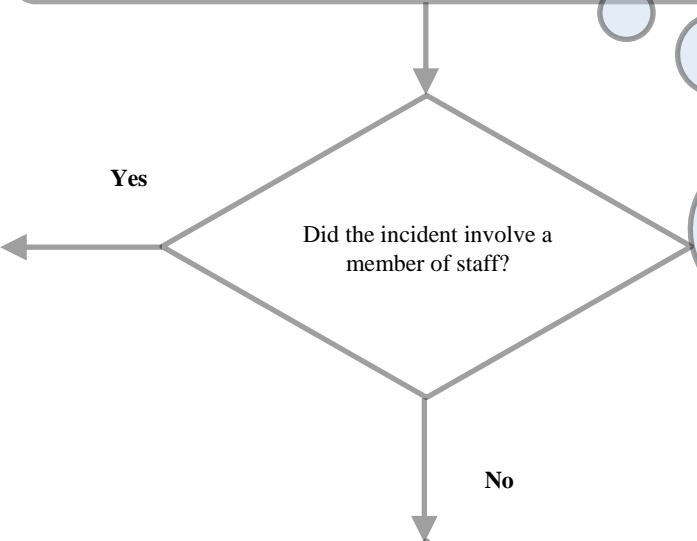 Yes
Did the incident involve a
member of staff?
No